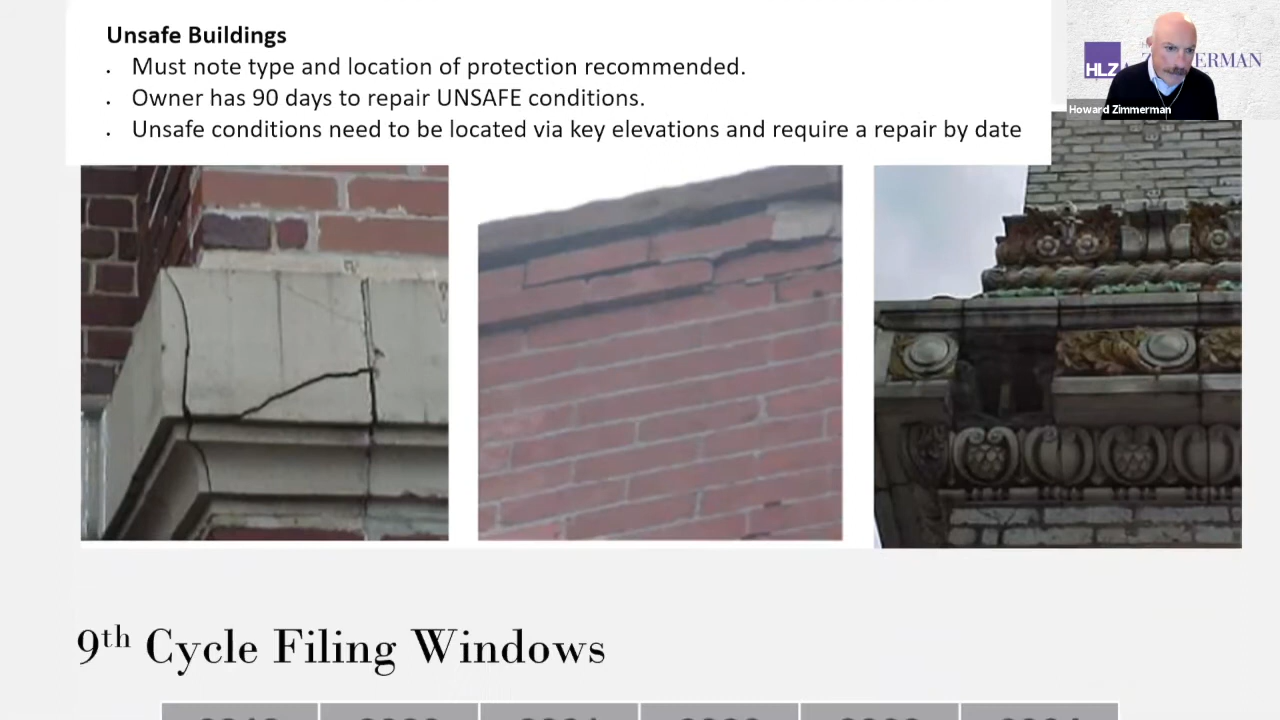 Unsafe Buildings
• Must note type and location of protection recommended.
• Owner has 90 days to repair UNSAFE conditions.
• Unsafe conditions need to be located via key elevations and require a repair by date
HLZ
ERMAN
Howard Zimmerman
9th Cycle Filing Windows